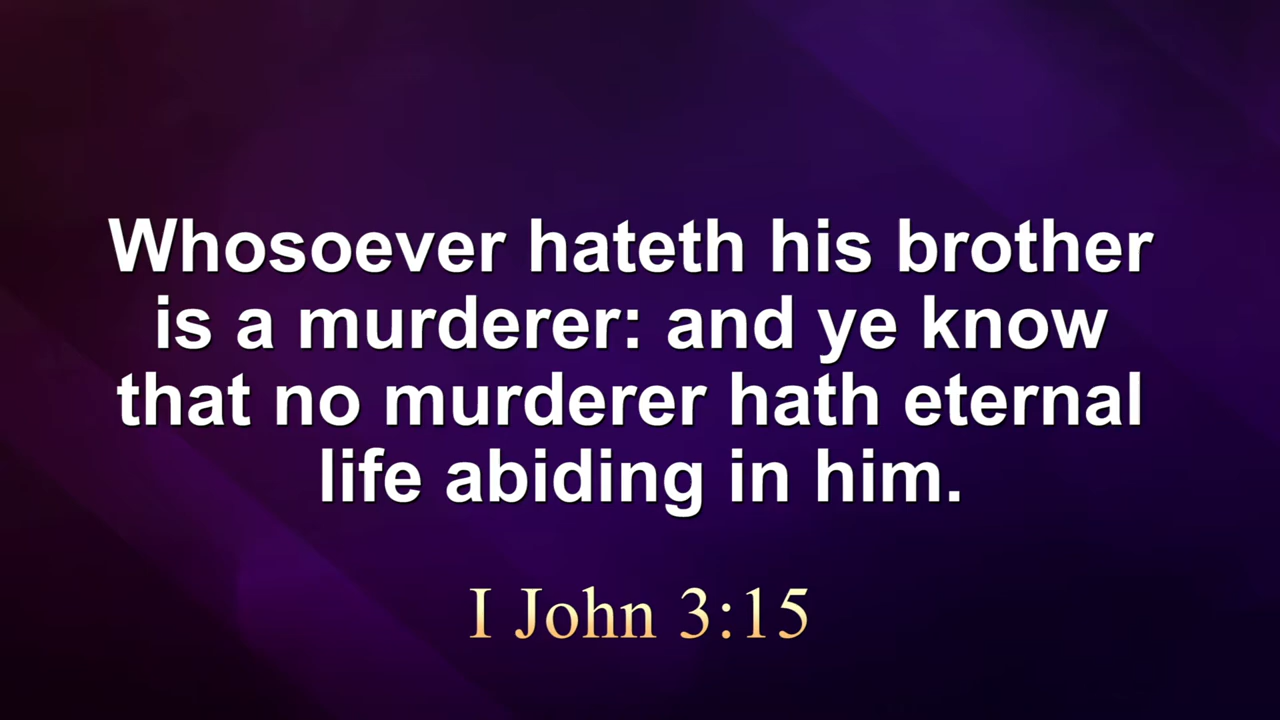 Whosoever hateth his brother
is a murderer: and ye know
that no murderer hath eternal
life abiding in him.
I John 3:15